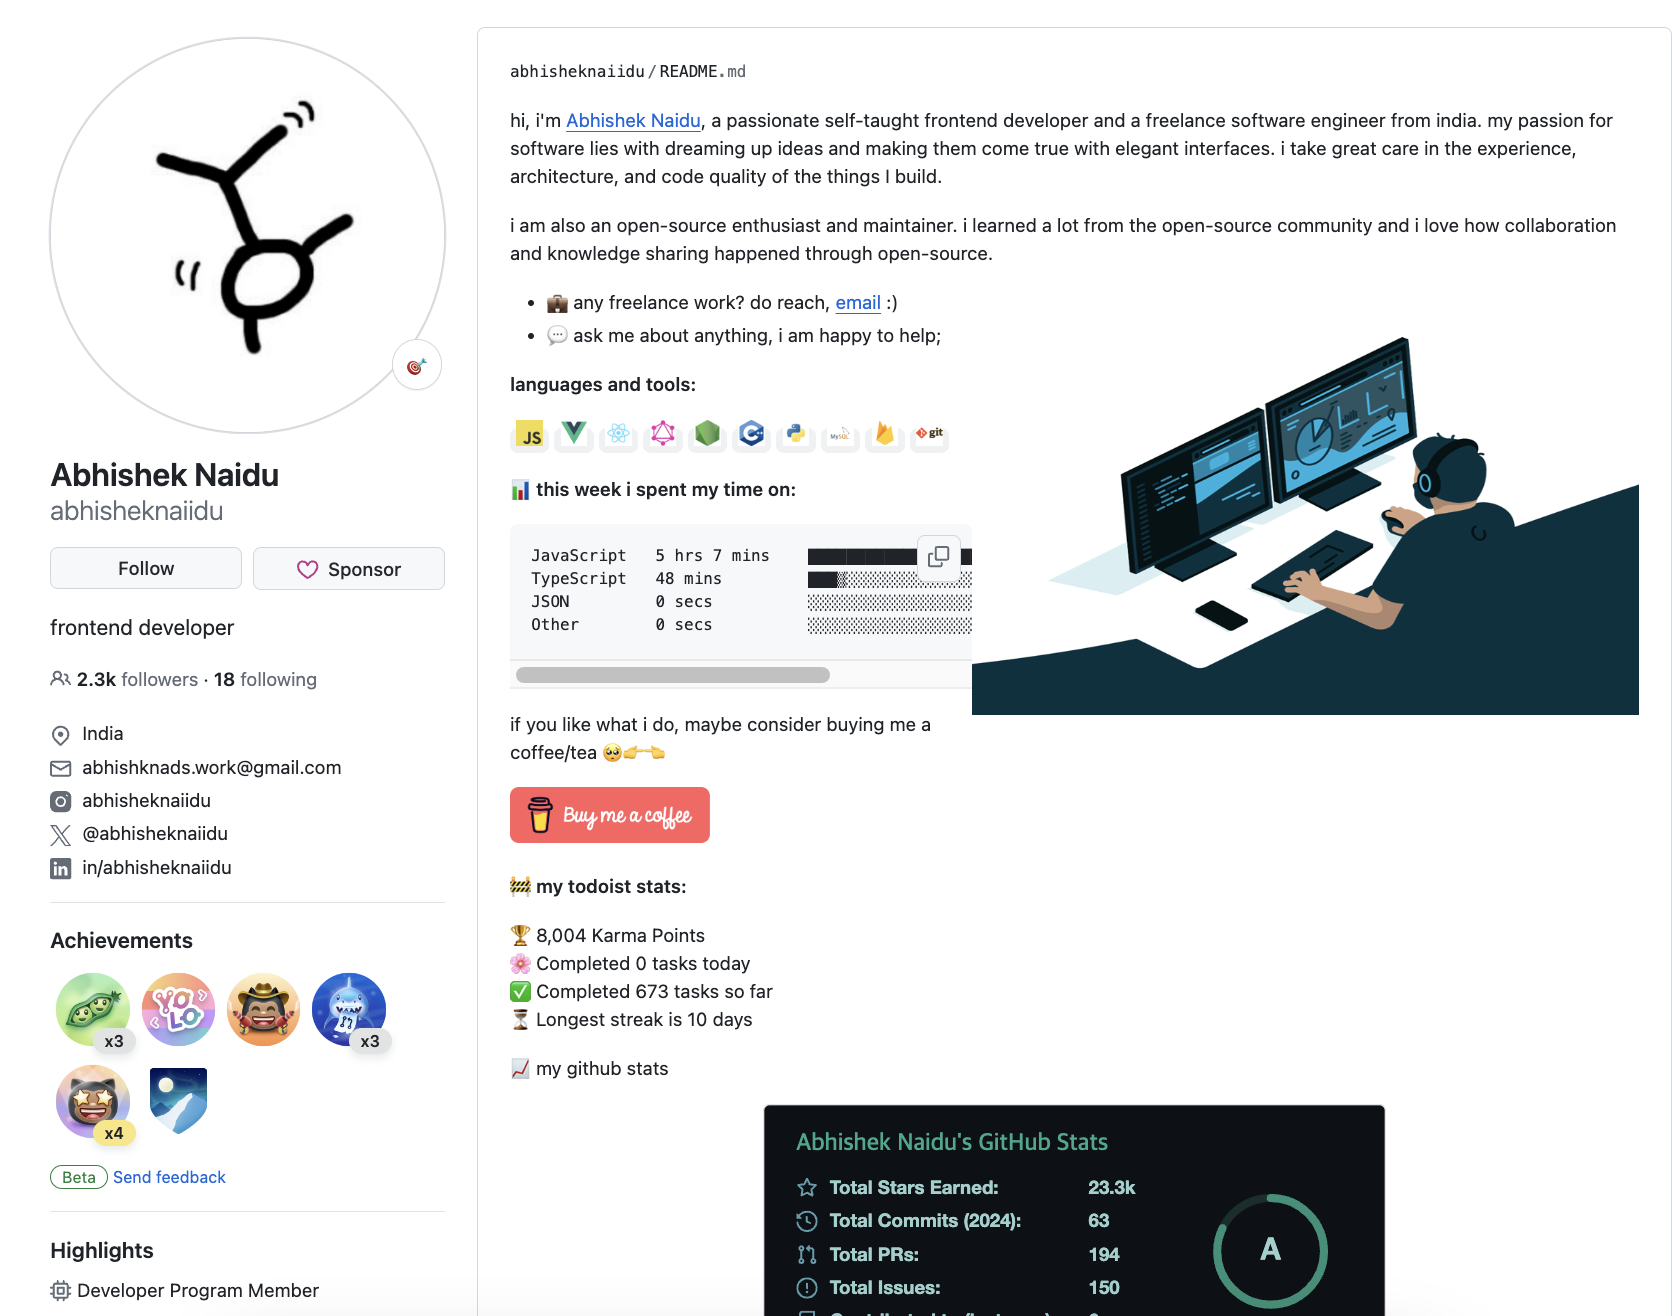 abhisheknaiidu/README.md
hi, i'm Abhishek Naidu, a passionate self-taught frontend developer and a freelance software engineer from india. my passion for
software lies with dreaming up ideas and making them come true with elegant interfaces. i take great care in the experience,
architecture, and code quality of the things I build.
i am also an open-source enthusiast and maintainer. i learned a lot from the open-source community and i love how collaboration
and knowledge sharing happened through open-source.
• 💼 any freelance work? do reach, email :)
• 💬 ask me about anything, i am happy to help;
languages and tools:
JS
MySQL
git
📊 this week i spent my time on:
JavaScript 5 hrs 7 mins
TypeScript 48 mins
JSON 0 secs
Other 0 secs
if you like what i do, maybe consider buying me a
coffee/tea 🥺👉👈
Buy me a coffee
🚧 my todoist stats:
🏆 8,004 Karma Points
🌸 Completed 0 tasks today
✅ Completed 673 tasks so far
⏳ Longest streak is 10 days
📈 my github stats
Abhishek Naidu's GitHub Stats
Total Stars Earned: 23.3k
Total Commits (2024): 63
Total PRs: 194
Total Issues: 150
A
Abhishek Naidu
abhisheknaiidu
Follow
Sponsor
frontend developer
2.3k followers · 18 following
India
abhishknads.work@gmail.com
abhisheknaiidu
@abhisheknaiidu
in/abhisheknaiidu
Achievements
x3
YOLO
x3
x4
Beta Send feedback
Highlights
Developer Program Member